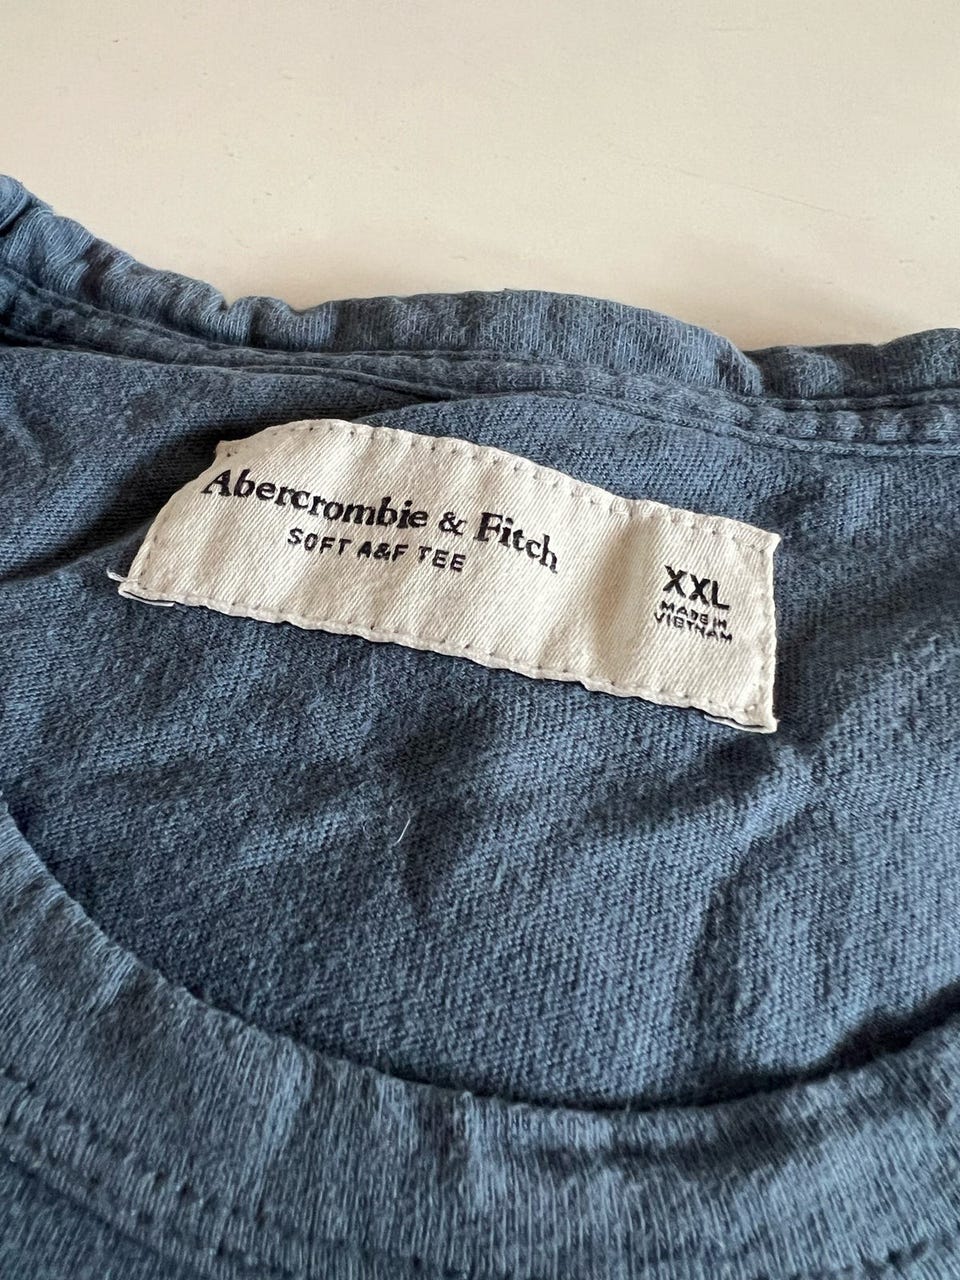 Abercrombie & Fitch
SOFT A&F TEE
XXL
MADE IN
VIETNAM